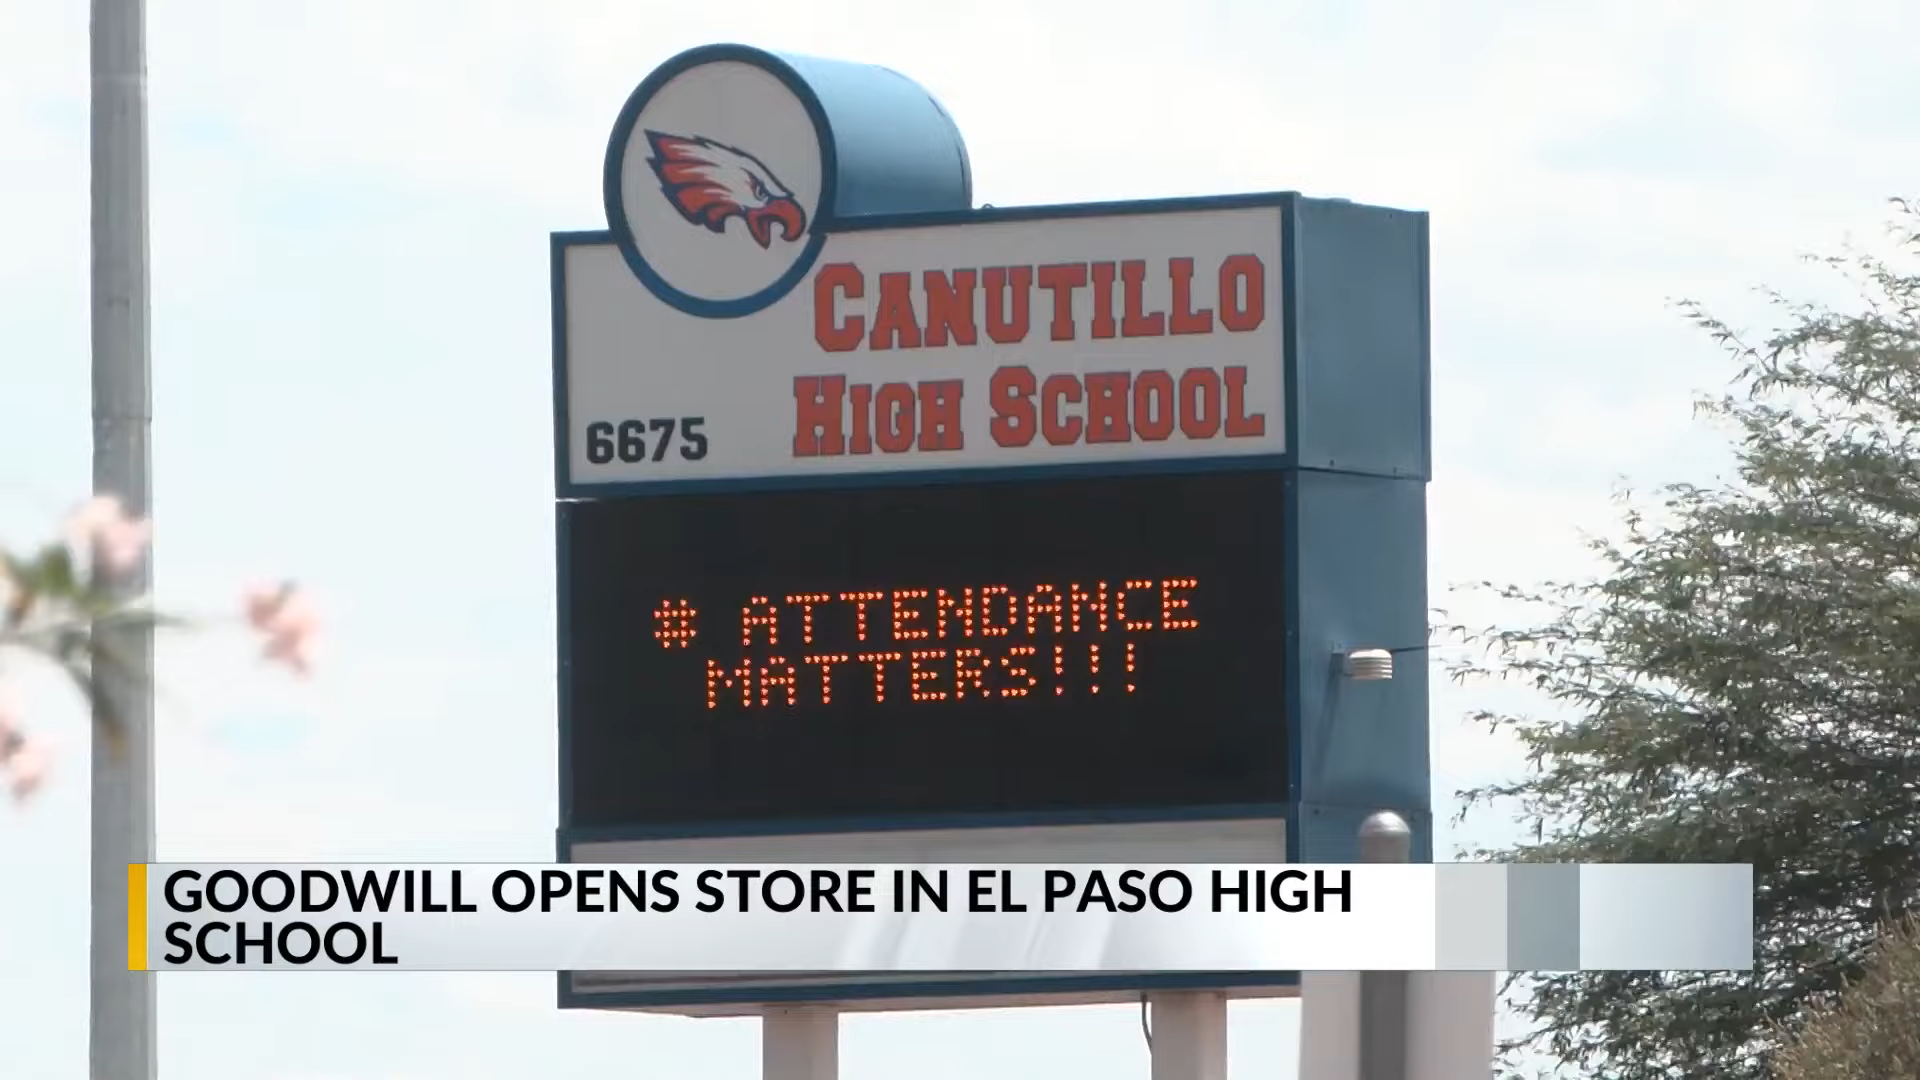 CANUTILLO
HIGH SCHOOL
6675
# ATTENDANCE
MATTERS!!!
GOODWILL OPENS STORE IN EL PASO HIGH
SCHOOL